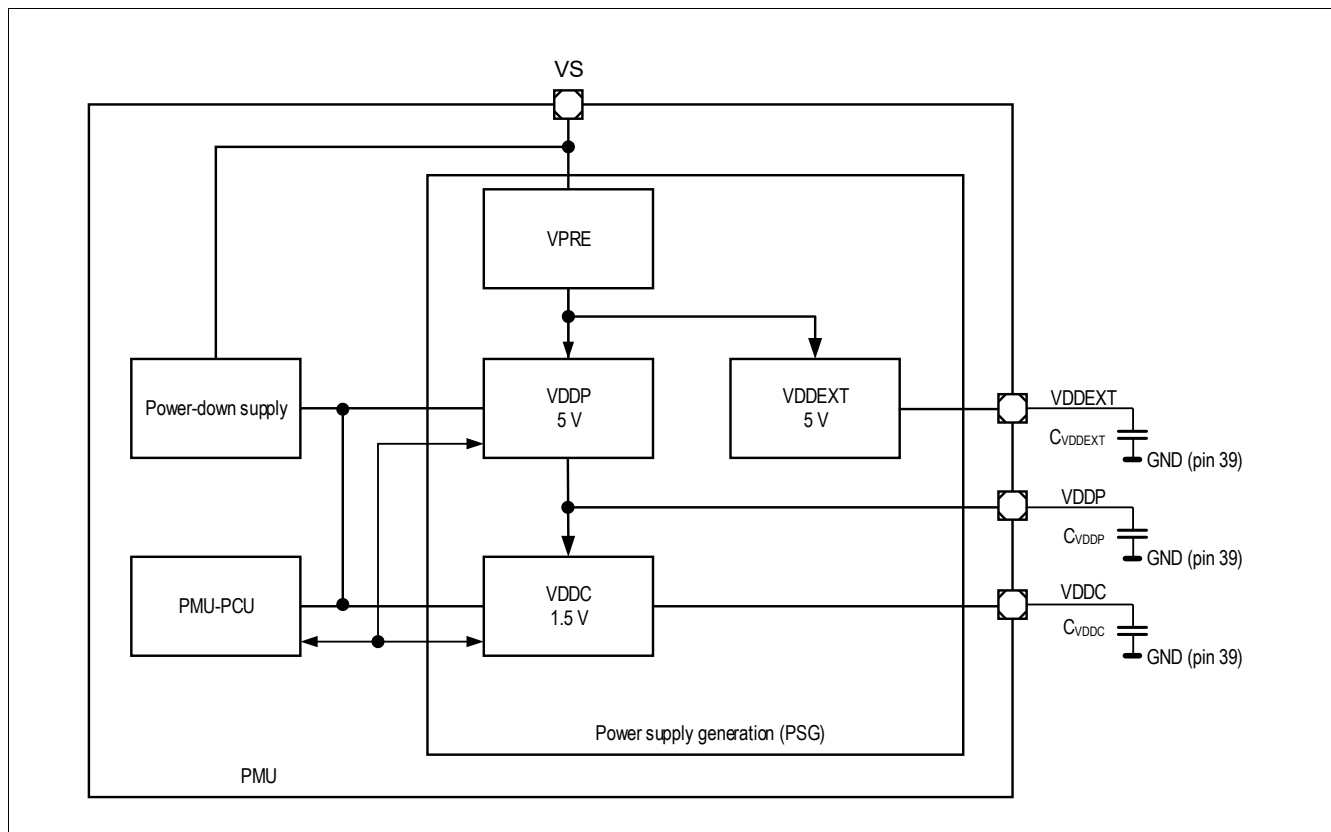 VS
VPRE
Power-down supply
VDDP
5 V
VDDEXT
5 V
VDDEXT
CVDDEXT
GND (pin 39)
VDDP
CVDDP
GND (pin 39)
PMU-PCU
VDDC
1.5 V
VDDC
CVDDC
GND (pin 39)
Power supply generation (PSG)
PMU